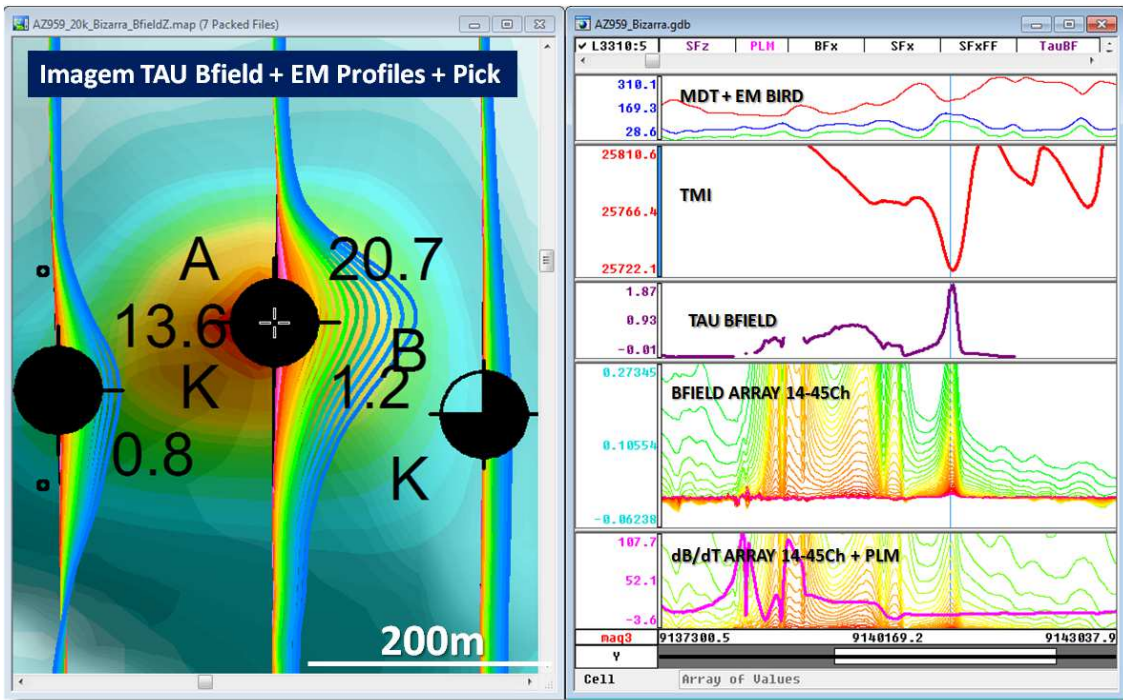 AZ959_20k_Bizarra_BfieldZ.map (7 Packed Files)
Imagem TAU Bfield + EM Profiles + Pick
A
20.7
13.6
B
K
1.2
0.8
K
200m
AZ959_Bizarra.gdb
L3310:5 SFz PLM BFx SFx SFxFF TauBF
310.1
169.3
28.6
MDT + EM BIRD
25810.6
25766.4
25722.1
TMI
1.87
0.93
-0.01
TAU BFIELD
0.27345
0.10554
-0.06238
BFIELD ARRAY 14-45Ch
107.7
52.1
-3.6
dB/dT ARRAY 14-45Ch + PLM
maq3 9137300.5 9140169.2 9143037.9
Y
Cell Array of Values